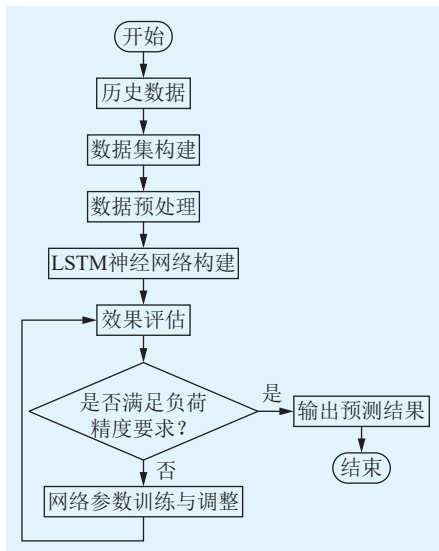 开始
历史数据
数据集构建
数据预处理
LSTM神经网络构建
效果评估
是否满足负荷
精度要求？
是
输出预测结果
结束
否
网络参数训练与调整